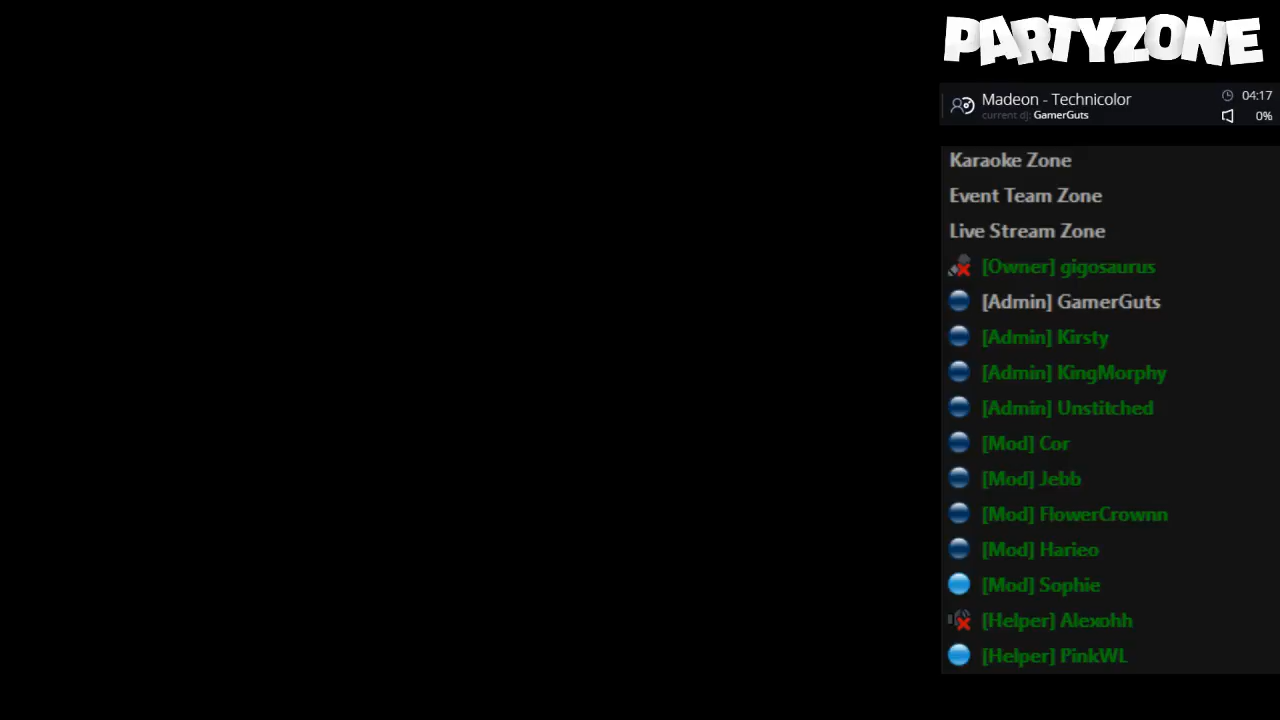 PARTYZONE
Madeon - Technicolor
04:17
current dj: GamerGuts
0%
Karaoke Zone
Event Team Zone
Live Stream Zone
[Owner] gigosaurus
[Admin] GamerGuts
[Admin] Kirsty
[Admin] KingMorphy
[Admin] Unstitched
[Mod] Cor
[Mod] Jebb
[Mod] FlowerCrownn
[Mod] Harieo
[Mod] Sophie
[Helper] Alexohh
[Helper] PinkWL